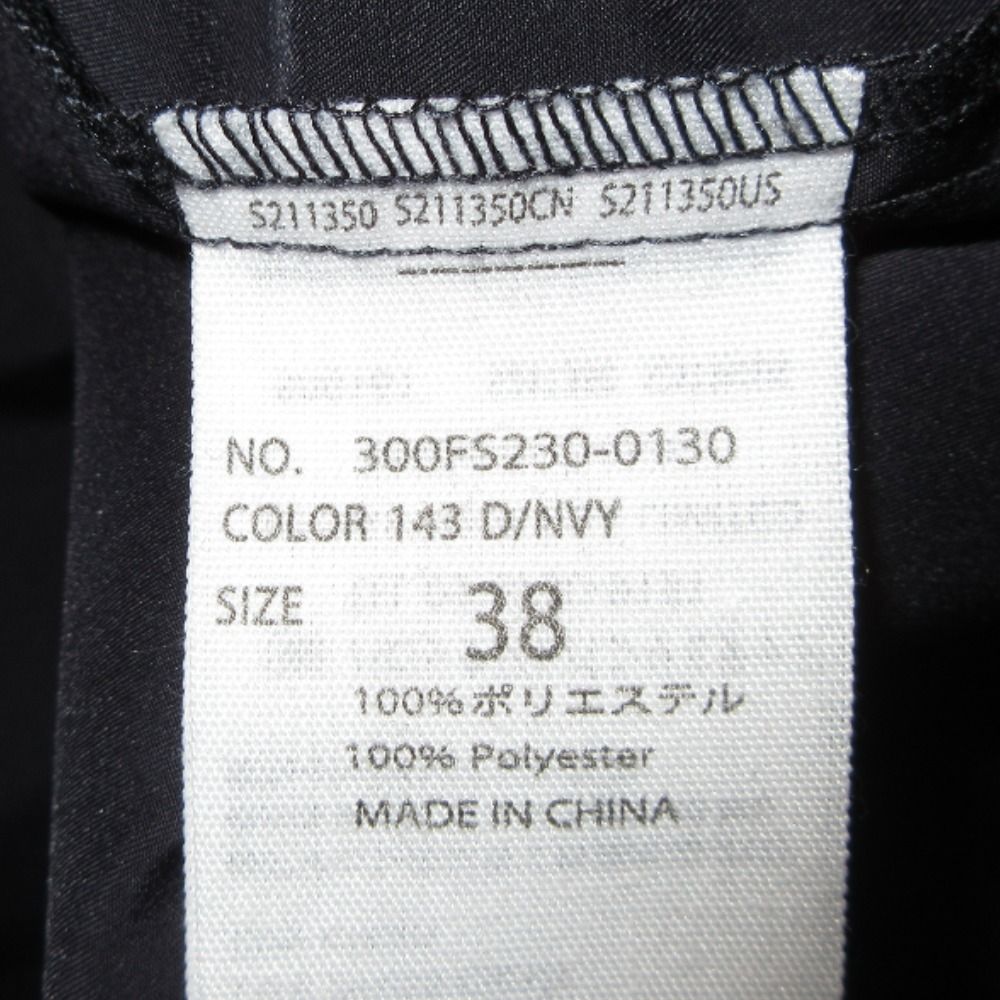 S211350 S211350CN S211350US
NO. 300FS230-0130
COLOR 143 D/NVY
SIZE 38
100%ポリエステル
100% Polyester
MADE IN CHINA